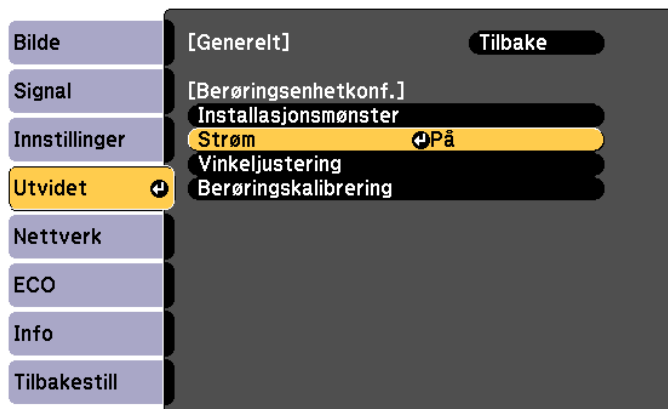 Bilde
Signal
Innstillinger
Utvidet
Nettverk
ECO
Info
Tilbakestill
[Generelt] Tilbake
[Berøringsenhetkonf.]
Installasjonsmønster
Strøm På
Vinkeljustering
Berøringskalibrering